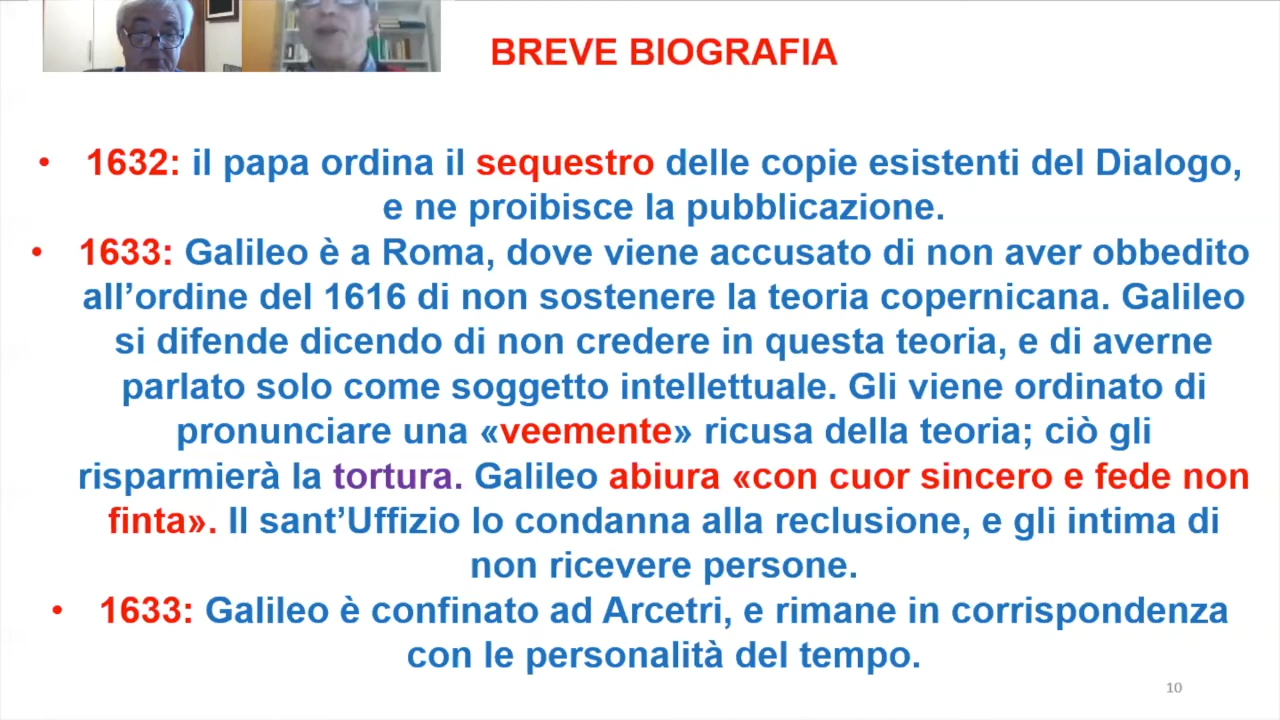 BREVE BIOGRAFIA
• 1632: il papa ordina il sequestro delle copie esistenti del Dialogo,
e ne proibisce la pubblicazione.
• 1633: Galileo è a Roma, dove viene accusato di non aver obbedito
all’ordine del 1616 di non sostenere la teoria copernicana. Galileo
si difende dicendo di non credere in questa teoria, e di averne
parlato solo come soggetto intellettuale. Gli viene ordinato di
pronunciare una «veemente» ricusa della teoria; ciò gli
risparmierà la tortura. Galileo abiura «con cuor sincero e fede non
finta». Il sant’Uffizio lo condanna alla reclusione, e gli intima di
non ricevere persone.
• 1633: Galileo è confinato ad Arcetri, e rimane in corrispondenza
con le personalità del tempo.
10